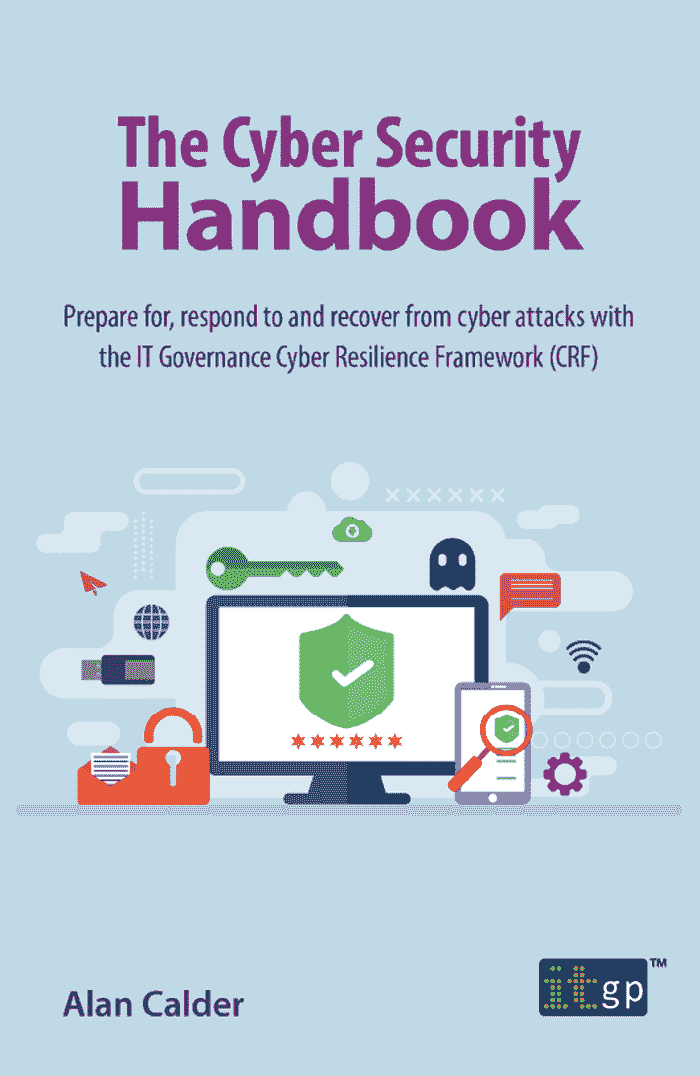 The Cyber Security
Handbook
Prepare for, respond to and recover from cyber attacks with
the IT Governance Cyber Resilience Framework (CRF)
Alan Calder
itgp
TM